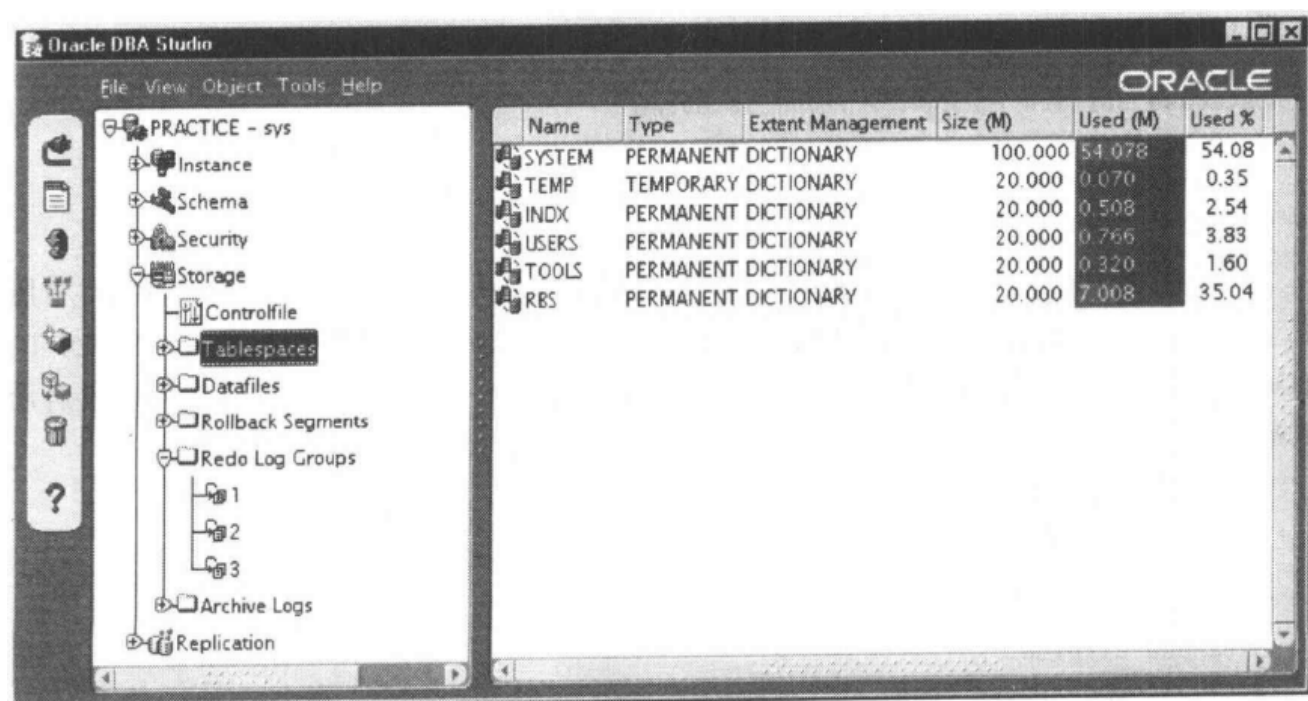 Oracle DBA Studio
File View Object Tools Help
ORACLE
PRACTICE - sys
Instance
Schema
Security
Storage
Controlfile
Tablespaces
Datafiles
Rollback Segments
Redo Log Groups
1
2
3
Archive Logs
Replication
?
Name Type Extent Management Size (M) Used (M) Used %
SYSTEM PERMANENT DICTIONARY 100.000 54.078 54.08
TEMP TEMPORARY DICTIONARY 20.000 0.070 0.35
INDX PERMANENT DICTIONARY 20.000 0.508 2.54
USERS PERMANENT DICTIONARY 20.000 0.766 3.83
TOOLS PERMANENT DICTIONARY 20.000 0.320 1.60
RBS PERMANENT DICTIONARY 20.000 7.008 35.04